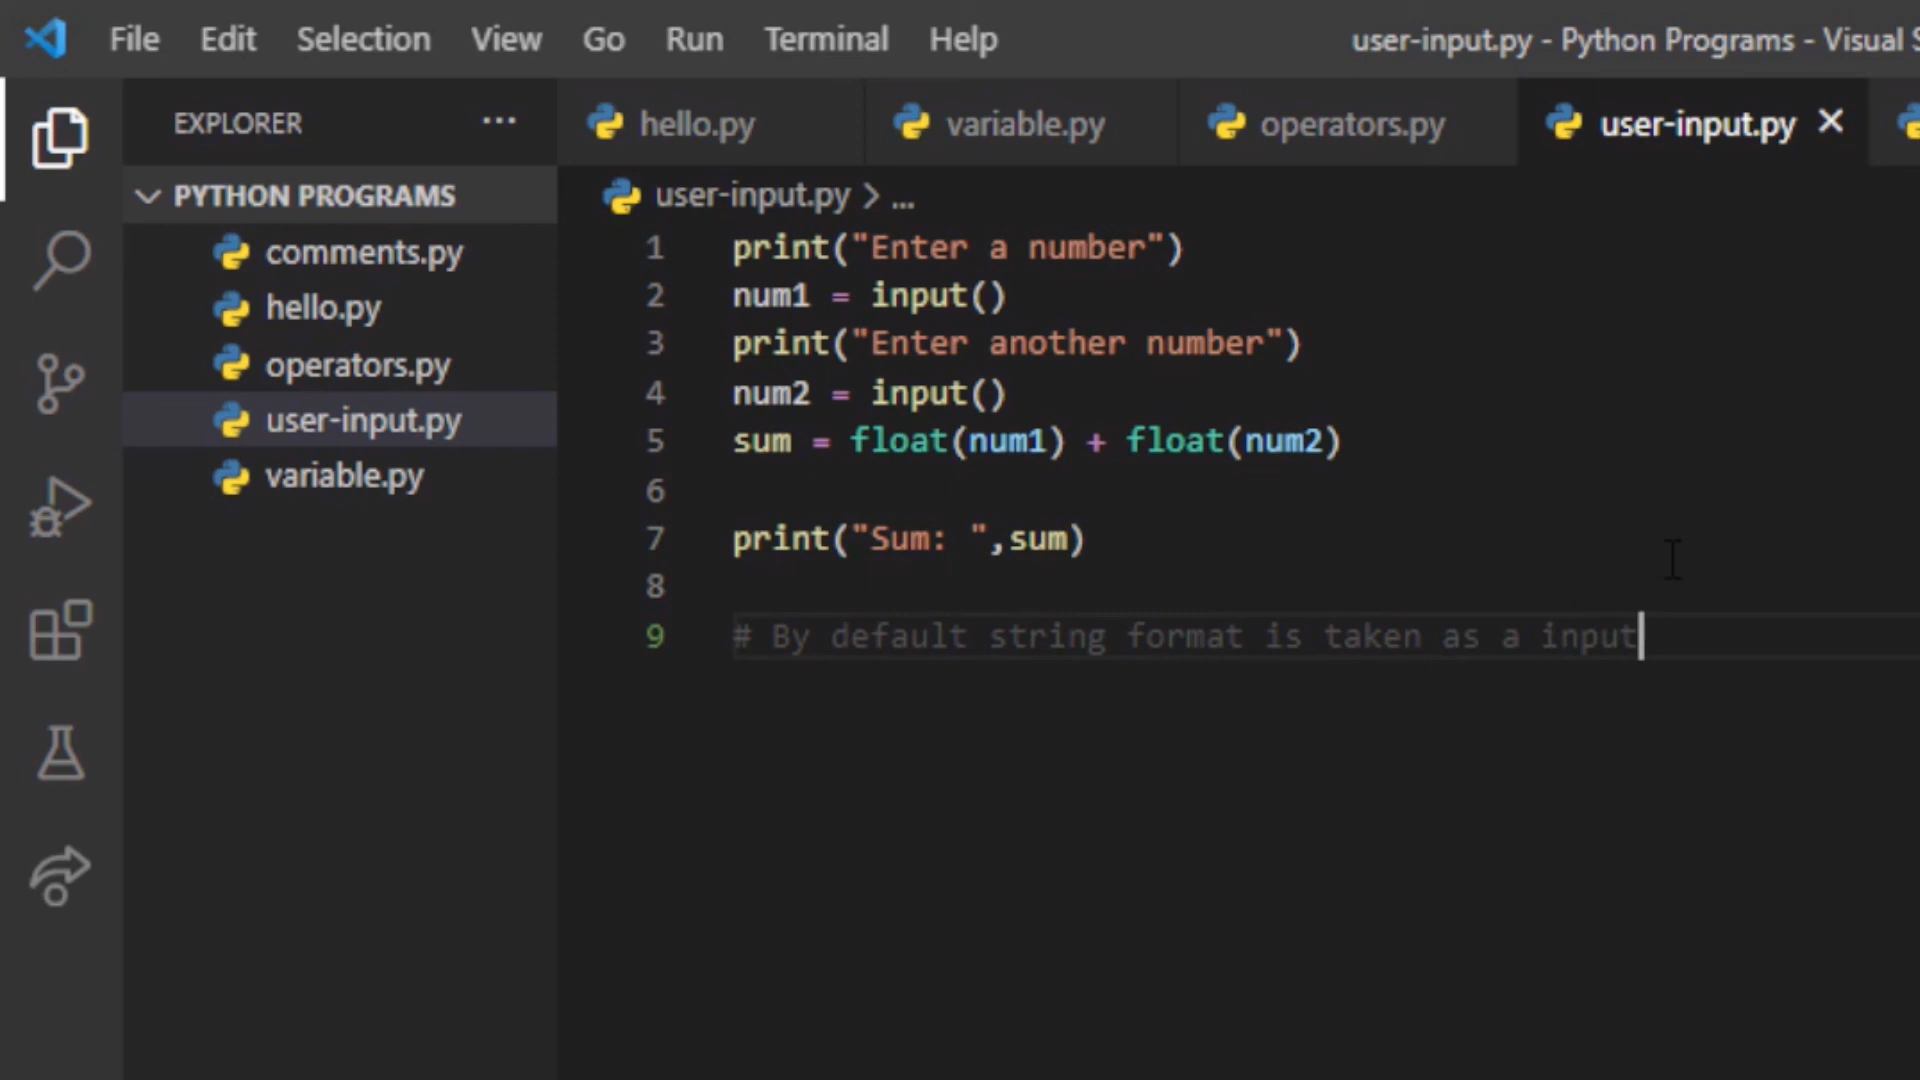 File Edit Selection View Go Run Terminal Help user-input.py - Python Programs - Visual
EXPLORER ...
hello.py variable.py operators.py user-input.py
PYTHON PROGRAMS
comments.py
hello.py
operators.py
user-input.py
variable.py
user-input.py > ...
1 print("Enter a number")
2 num1 = input()
3 print("Enter another number")
4 num2 = input()
5 sum = float(num1) + float(num2)
6
7 print("Sum: ",sum)
8
9 # By default string format is taken as a input